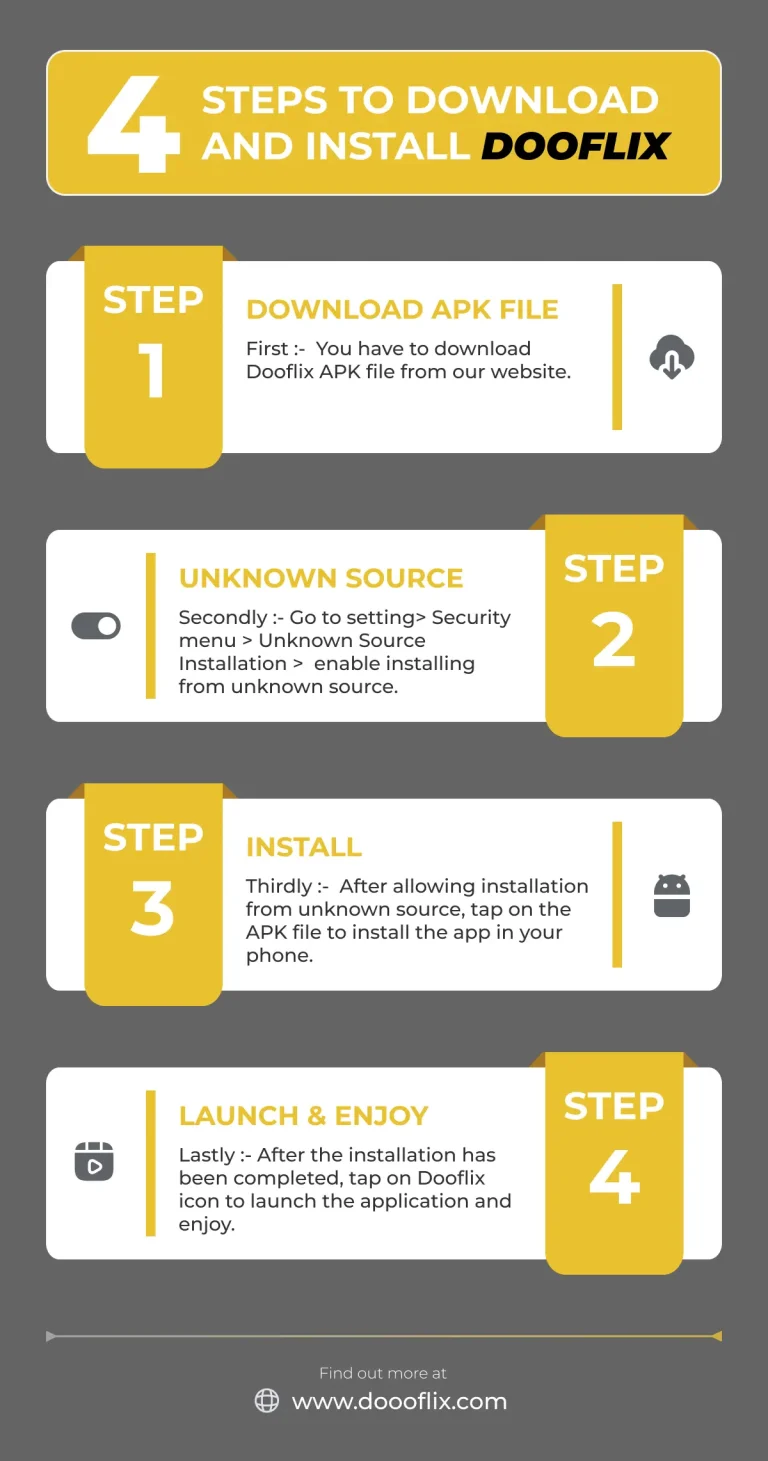 4
STEPS TO DOWNLOAD
AND INSTALL DOOFLIX
STEP
1
DOWNLOAD APK FILE
First :- You have to download
Dooflix APK file from our website.
UNKNOWN SOURCE
Secondly :- Go to setting> Security
menu > Unknown Source
Installation > enable installing
from unknown source.
STEP
2
STEP
3
INSTALL
Thirdly :- After allowing installation
from unknown source, tap on the
APK file to install the app in your
phone.
LAUNCH & ENJOY
Lastly :- After the installation has
been completed, tap on Dooflix
icon to launch the application and
enjoy.
STEP
4
Find out more at
www.doooflix.com